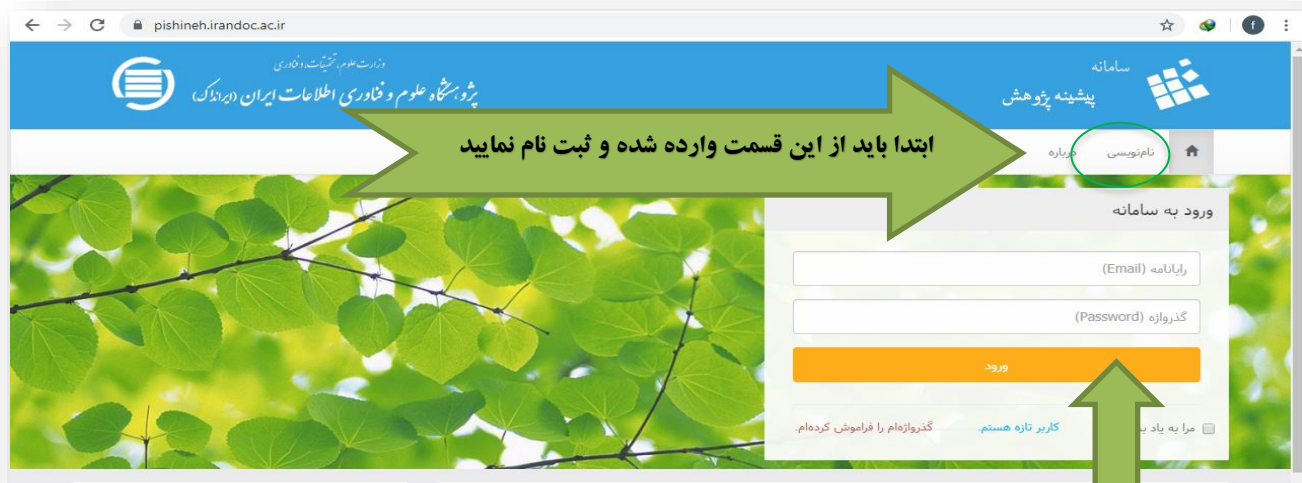 pishineh.irandoc.ac.ir
f
سامانه
پیشینه پژوهش
وزارت علوم، تحقیقات و فناوری
پژوهشگاه علوم و فناوری اطلاعات ایران (ایرانداک)
نام‌نویسی
درباره
ابتدا باید از این قسمت وارده شده و ثبت نام نمایید
ورود به سامانه
رایانامه (Email)
گذرواژه (Password)
ورود
مرا به یاد
کاربر تازه هستم.
گذرواژه‌ام را فراموش کرده‌ام.